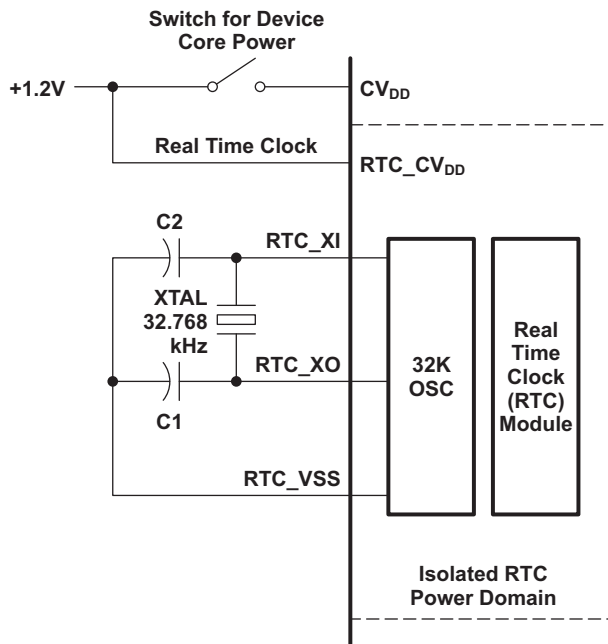 Switch for Device
Core Power
+1.2V
CVDD
Real Time Clock
RTC_CVDD
C2
RTC_XI
XTAL
32.768
kHz
RTC_XO
C1
32K
OSC
Real
Time
Clock
(RTC)
Module
RTC_VSS
Isolated RTC
Power Domain